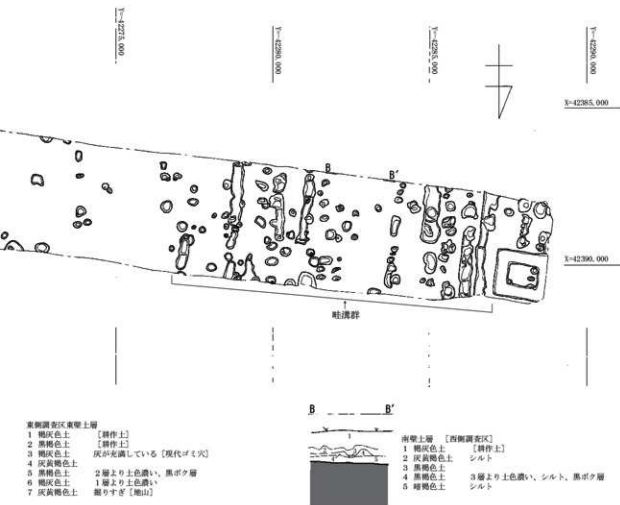 Y=-42275.000
Y=-42280.000
Y=-42285.000
Y=-42290.000
X=42385.000
B
B'
X=42390.000
畦溝群
東側調査区東壁土層
1 褐灰色土 [耕作土]
2 黒褐色土 [耕作土]
3 褐灰色土 灰が充満している [現代ゴミ穴]
4 灰黄褐色土
5 黒褐色土 2層より土色濃い、黒ボク層
6 褐灰色土 1層より土色濃い
7 灰黄褐色土 掘りすぎ [地山]
B
B'
1
南壁土層 [西側調査区]
1 褐灰色土 [耕作土]
2 灰黄褐色土 シルト
3 黒褐色土
4 黒褐色土 3層より土色濃い、シルト、黒ボク層
5 暗褐色土 シルト